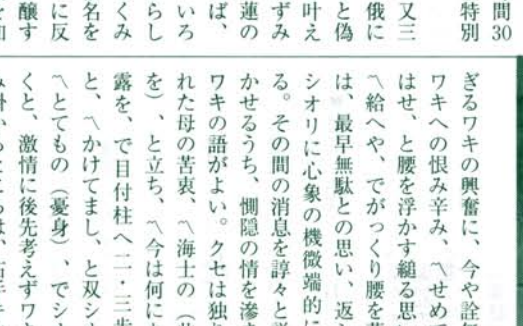 間30
特別
又三
俄に
と偽
叶え
ずみ
蓮の
ば、
いろ
らし
くみ
名を
に反
醸す
ぎるワキの興奮に、今や詮
ワキへの恨み辛み、〽せめ
はせ、と腰を浮かす縋る思
〽給へや、でがっくり腰を
は、最早無駄との思い、返
シオリに心象の機微端的に
る。その間の消息を諄々と
かせるうち、惻隠の情を滲
ワキの語がよい。クセは独
れた母の苦衷、〽海士の（
を）、と立ち、〽今は何に
露を、で目付柱へ二・三歩
と、〽かけてまし、と双シ
〽とてもの（憂身）、でシ
くと、激情に後先考えずワ